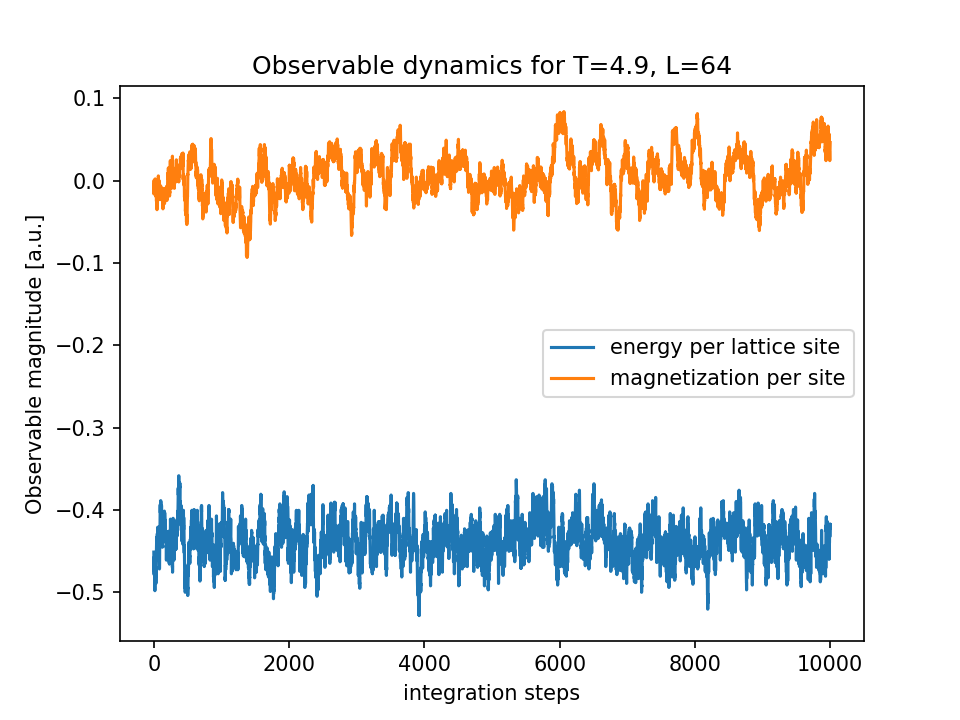 Observable dynamics for T=4.9, L=64
Observable magnitude [a.u.]
0.1
0.0
−0.1
−0.2
−0.3
−0.4
−0.5
energy per lattice site
magnetization per site
0 2000 4000 6000 8000 10000
integration steps